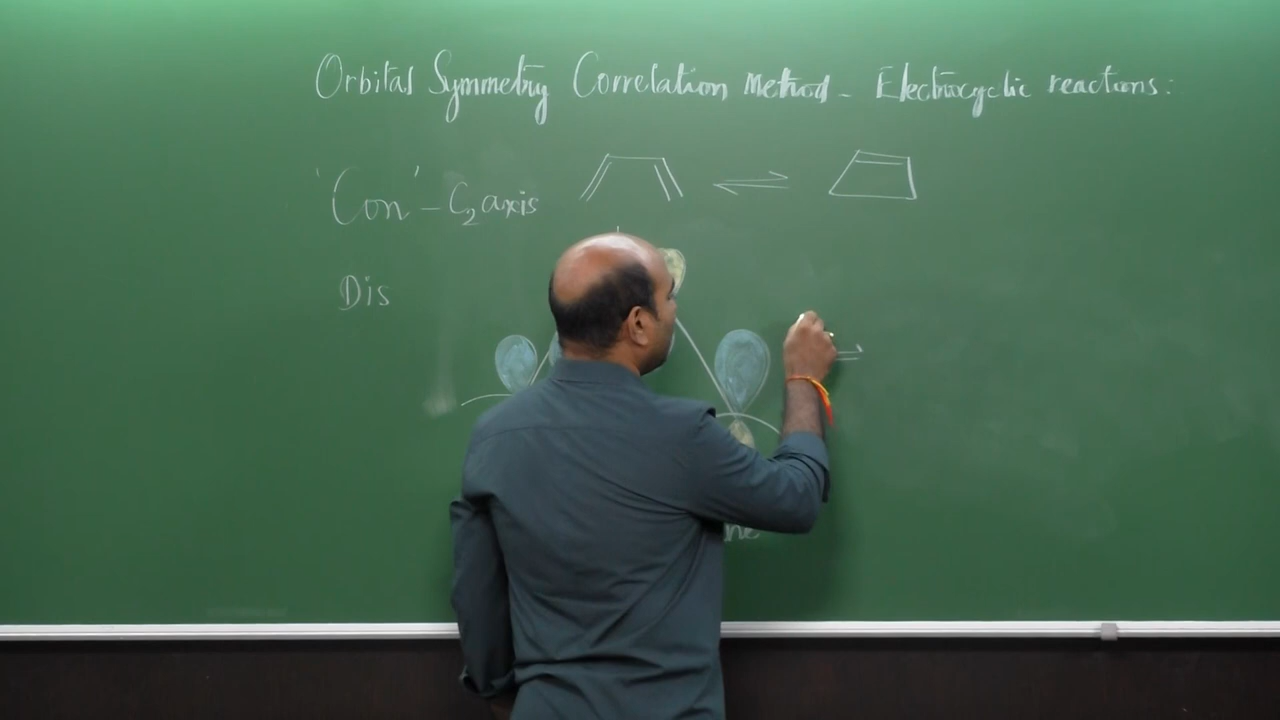 Orbital Symmetry Correlation Method - Electrocyclic reactions:
'Con' - C₂ axis
Dis